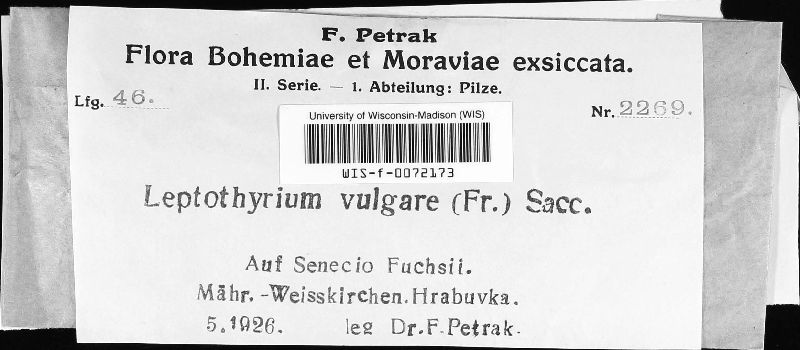 F. Petrak
Flora Bohemiae et Moraviae exsiccata.
II. Serie. — 1. Abteilung: Pilze.
Lfg. 46.
Nr. 2269.
University of Wisconsin-Madison (WIS)
WIS-f-0072173
Leptothyrium vulgare (Fr.) Sacc.
Auf Senecio Fuchsii.
Mähr.-Weisskirchen. Hrabuvka.
5.1926. leg Dr. F. Petrak.